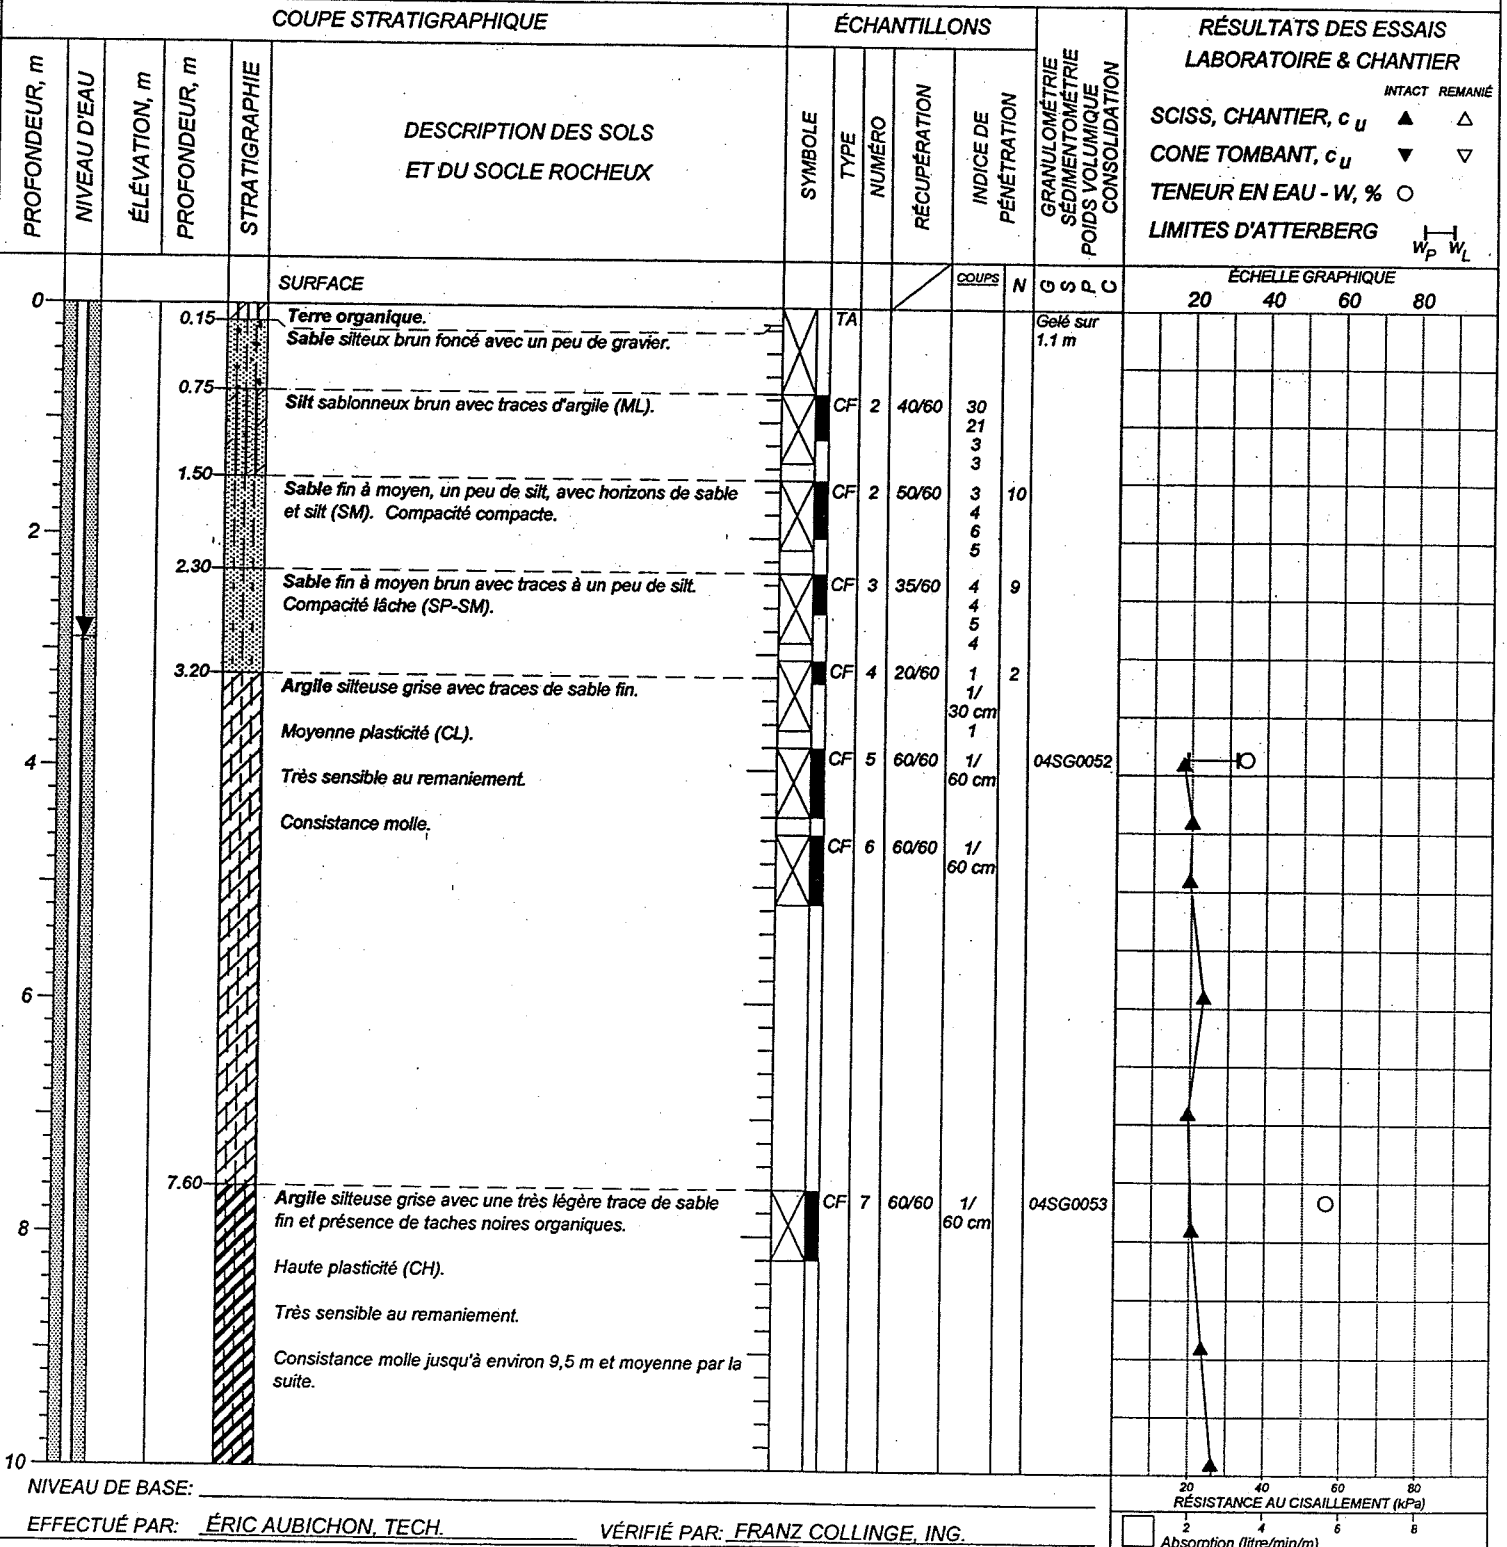 COUPE STRATIGRAPHIQUE
ÉCHANTILLONS
RÉSULTATS DES ESSAIS
LABORATOIRE & CHANTIER
INTACT REMANIÉ
SCISS, CHANTIER, c u
CONE TOMBANT, c u
TENEUR EN EAU - W, %
LIMITES D'ATTERBERG
W P W L
PROFONDEUR, m
NIVEAU D'EAU
ÉLÉVATION, m
PROFONDEUR, m
STRATIGRAPHIE
DESCRIPTION DES SOLS
ET DU SOCLE ROCHEUX
SYMBOLE
TYPE
NUMÉRO
RÉCUPÉRATION
INDICE DE
PÉNÉTRATION
GRANULOMÉTRIE
SÉDIMENTOMÉTRIE
POIDS VOLUMIQUE
CONSOLIDATION
SURFACE
COUPS N G S P C
ÉCHELLE GRAPHIQUE
20 40 60 80
0
0.15 Terre organique. TA Gelé sur
1.1 m
Sable silteux brun foncé avec un peu de gravier.
0.75
Silt sablonneux brun avec traces d'argile (ML). CF 2 40/60 30
21
3
3
1.50
Sable fin à moyen, un peu de silt, avec horizons de sable CF 2 50/60 3 10
et silt (SM). Compacité compacte. 4
2 6
5
2.30
Sable fin à moyen brun avec traces à un peu de silt. CF 3 35/60 4 9
Compacité lâche (SP-SM). 4
5
4
3.20 CF 4 20/60 1 2
Argile silteuse grise avec traces de sable fin. 1/
30 cm
Moyenne plasticité (CL). 1
4 CF 5 60/60 1/ 04SG0052
Très sensible au remaniement. 60 cm
Consistance molle.
CF 6 60/60 1/
60 cm
6
7.60
Argile silteuse grise avec une très légère trace de sable CF 7 60/60 1/ 04SG0053
fin et présence de taches noires organiques. 60 cm
8
Haute plasticité (CH).
Très sensible au remaniement.
Consistance molle jusqu'à environ 9,5 m et moyenne par la
suite.
10
20 40 60 80
RÉSISTANCE AU CISAILLEMENT (kPa)
NIVEAU DE BASE:
EFFECTUÉ PAR: ÉRIC AUBICHON, TECH. VÉRIFIÉ PAR: FRANZ COLLINGE, ING.
2 4 6 8
Absorption (litre/min/m)